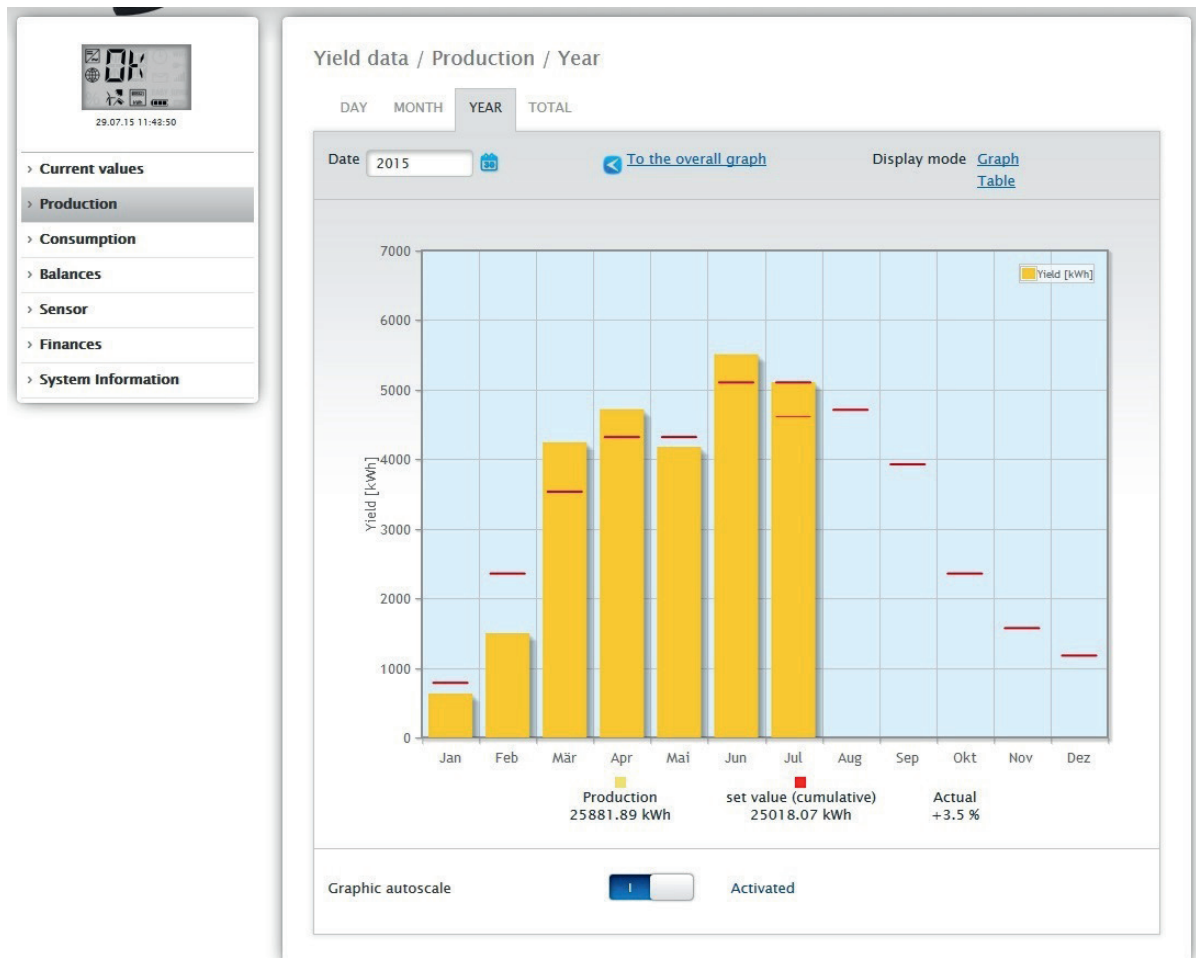 OK
29.07.15 11:43:50
› Current values
› Production
› Consumption
› Balances
› Sensor
› Finances
› System Information
Yield data / Production / Year
DAY MONTH YEAR TOTAL
Date 2015 To the overall graph Display mode Graph
Table
Yield [kWh]
7000
6000
5000
4000
3000
2000
1000
0
Yield [kWh]
Jan Feb Mär Apr Mai Jun Jul Aug Sep Okt Nov Dez
Production set value (cumulative) Actual
25881.89 kWh 25018.07 kWh +3.5 %
Graphic autoscale I Activated